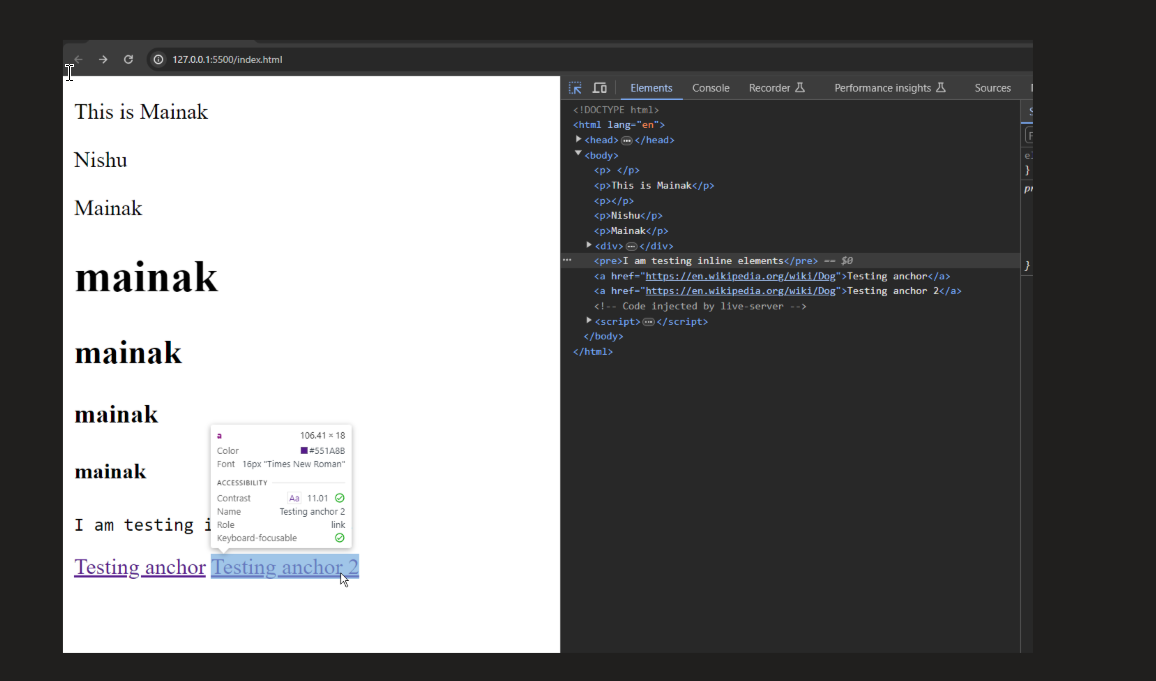 127.0.0.1:5500/index.html
This is Mainak
Nishu
Mainak
mainak
mainak
mainak
mainak
a 106.41 × 18
Color #551A8B
Font 16px "Times New Roman"
ACCESSIBILITY
Contrast Aa 11.01
Name Testing anchor 2
Role link
Keyboard-focusable
I am testing i
Testing anchor Testing anchor 2
Elements Console Recorder Performance insights Sources
<!DOCTYPE html>
<html lang="en">
<head> ••• </head>
<body>
<p> </p>
<p>This is Mainak</p>
<p></p>
<p>Nishu</p>
<p>Mainak</p>
<div> ••• </div>
••• <pre>I am testing inline elements</pre> == $0
<a href="https://en.wikipedia.org/wiki/Dog">Testing anchor</a>
<a href="https://en.wikipedia.org/wiki/Dog">Testing anchor 2</a>
<!-- Code injected by live-server -->
<script> ••• </script>
</body>
</html>
}
}